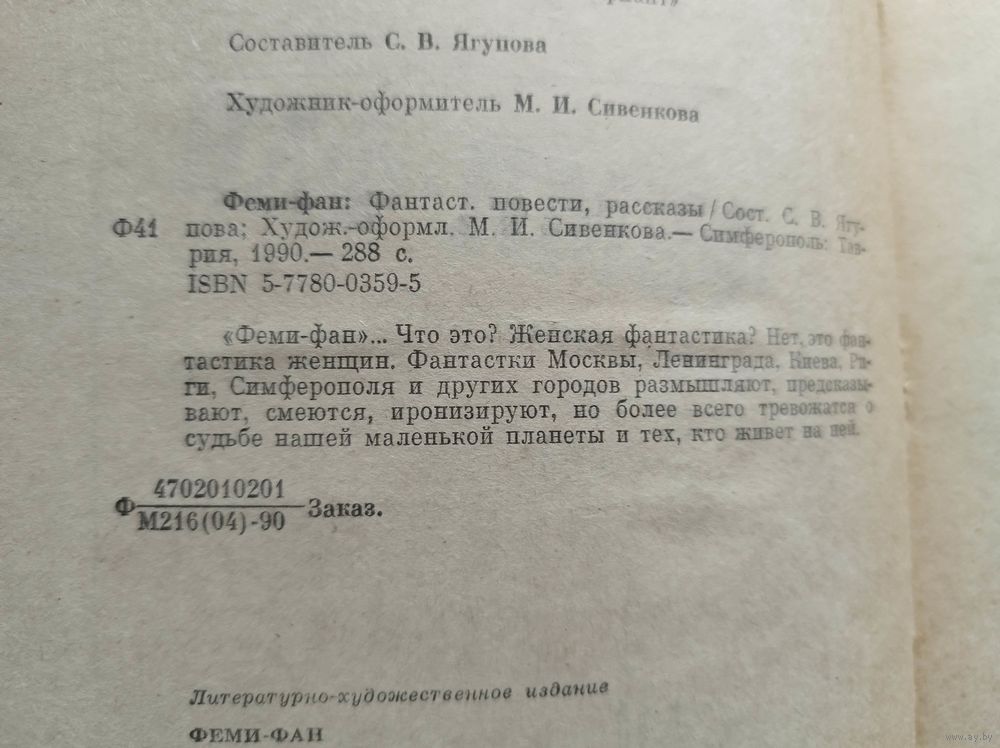 Составитель С. В. Ягупова
Художник-оформитель М. И. Сивенкова
Феми-фан: Фантаст. повести, рассказы / Сост. С. В. Ягу-
Ф41 пова; Худож.-оформл. М. И. Сивенкова.— Симферополь: Тав-
рия, 1990.— 288 с.
ISBN 5-7780-0359-5
«Феми-фан»... Что это? Женская фантастика? Нет, это фан-
тастика женщин. Фантастки Москвы, Ленинграда, Киева, Ри-
ги, Симферополя и других городов размышляют, предсказы-
вают, смеются, иронизируют, но более всего тревожатся о
судьбе нашей маленькой планеты и тех, кто живет на ней.
4702010201
Ф
М216(04)-90
Заказ.
Литературно-художественное издание
ФЕМИ-ФАН
www.ay.by